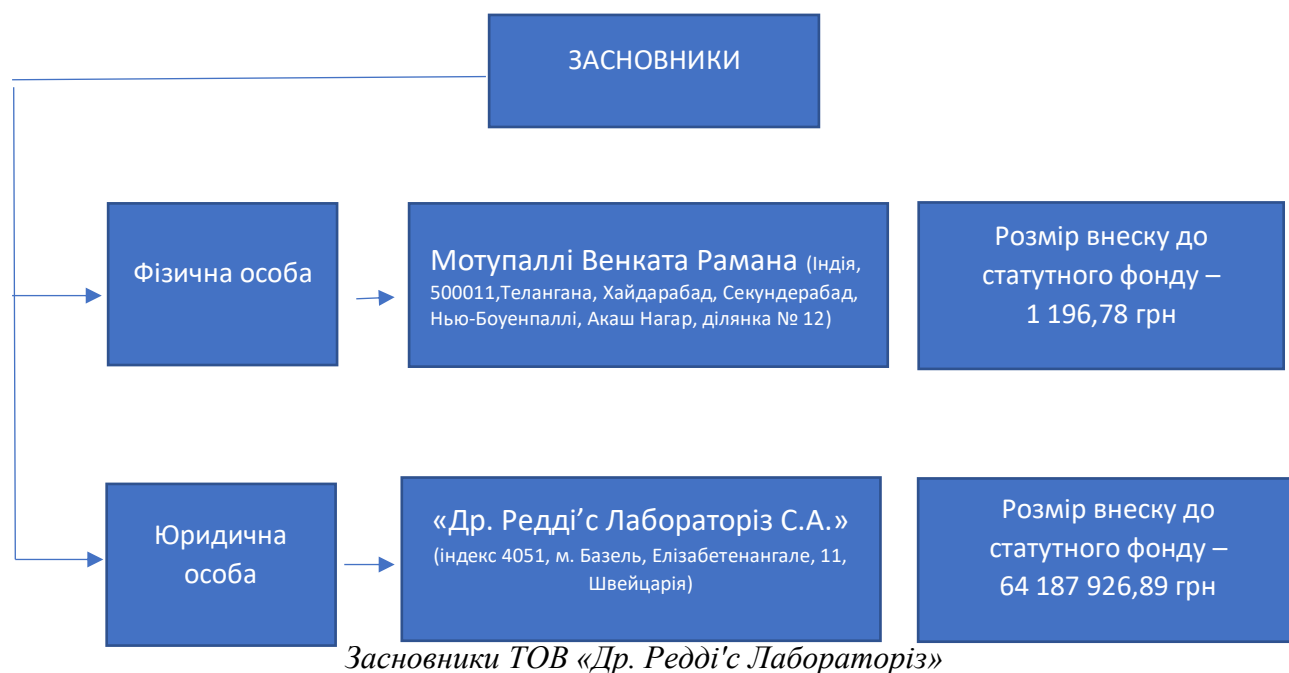 ЗАСНОВНИКИ
Фізична особа
Мотупаллі Венката Рамана (Індія,
500011,Телангана, Хайдарабад, Секундерабад,
Нью-Боуенпаллі, Акаш Нагар, ділянка № 12)
Розмір внеску до
статутного фонду –
1 196,78 грн
Юридична
особа
«Др. Редді’с Лабораторіз С.А.»
(індекс 4051, м. Базель, Елізабетенангале, 11,
Швейцарія)
Розмір внеску до
статутного фонду –
64 187 926,89 грн
Засновники ТОВ «Др. Редді'с Лабораторіз»